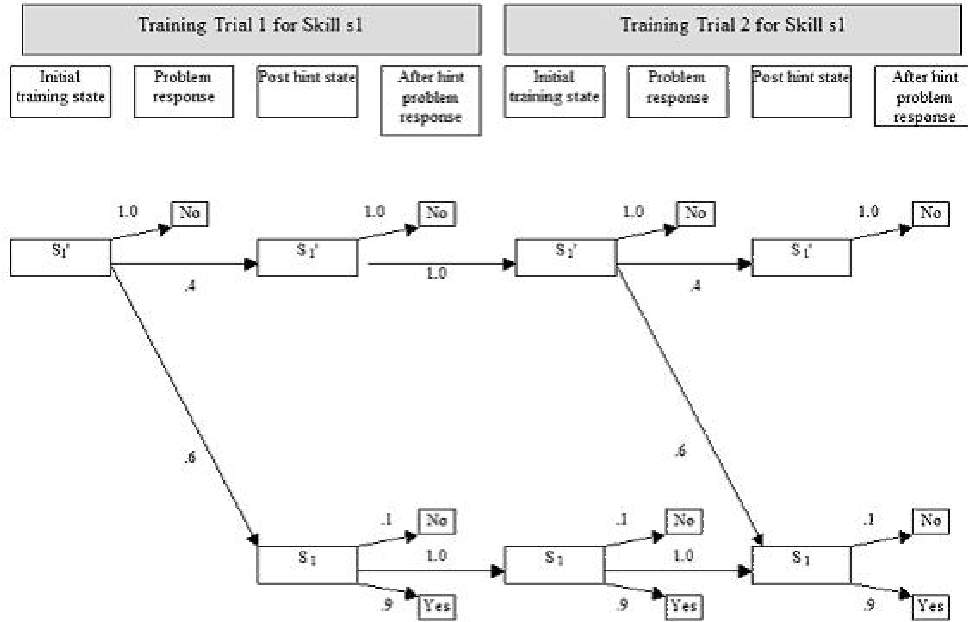 Training Trial 1 for Skill s1
Training Trial 2 for Skill s1
Initial
training state
Problem
response
Post hint state
After hint
problem
response
Initial
training state
Problem
response
Post hint state
After hint
problem
response
1.0
No
1.0
No
1.0
No
1.0
No
S1'
S1'
S1'
S1'
.4
1.0
.4
.6
.6
.1
No
.1
No
.1
No
S1
1.0
S1
1.0
S1
.9
Yes
.9
Yes
.9
Yes